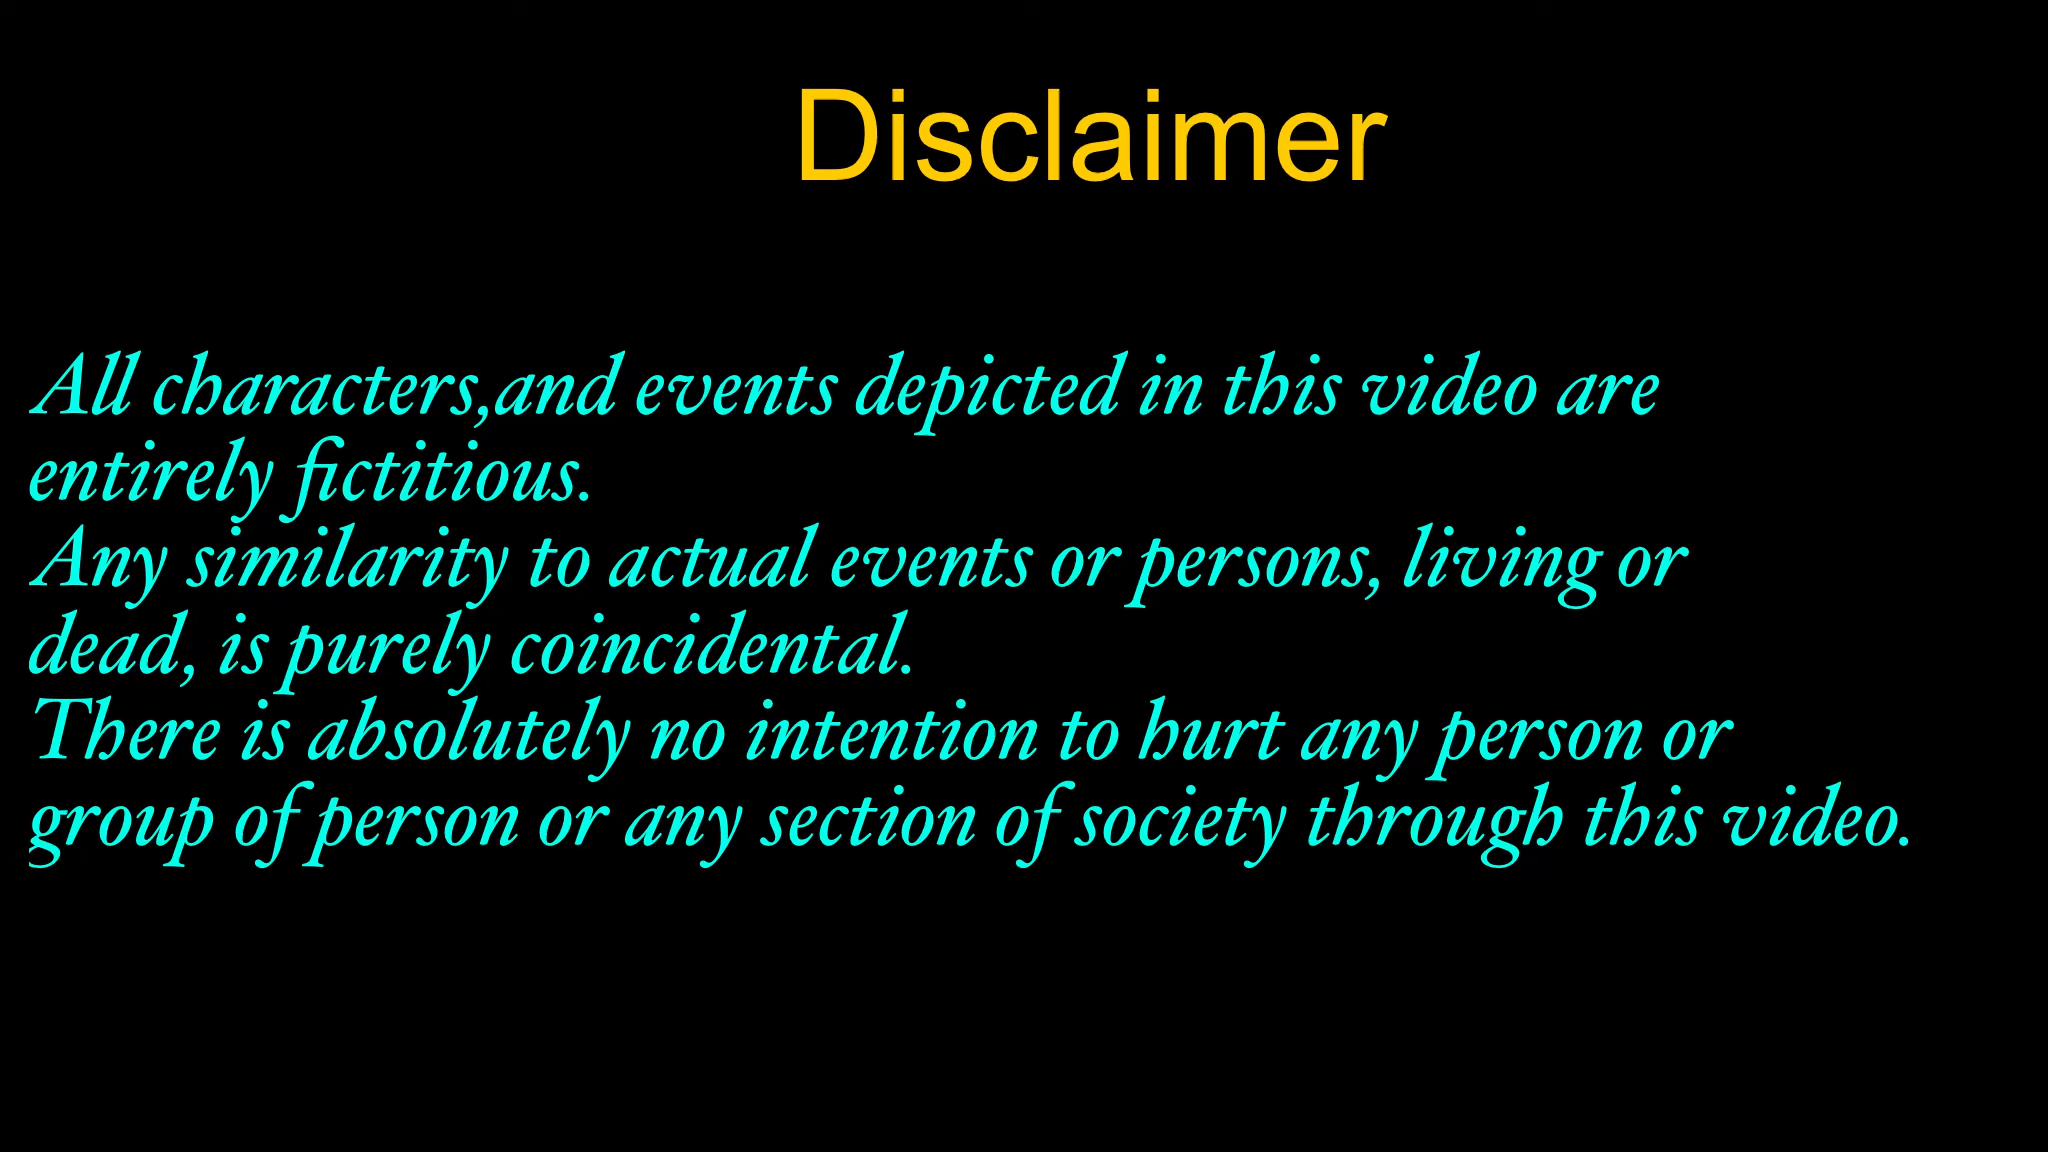 Disclaimer
All characters,and events depicted in this video are
entirely fictitious.
Any similarity to actual events or persons, living or
dead, is purely coincidental.
There is absolutely no intention to hurt any person or
group of person or any section of society through this video.